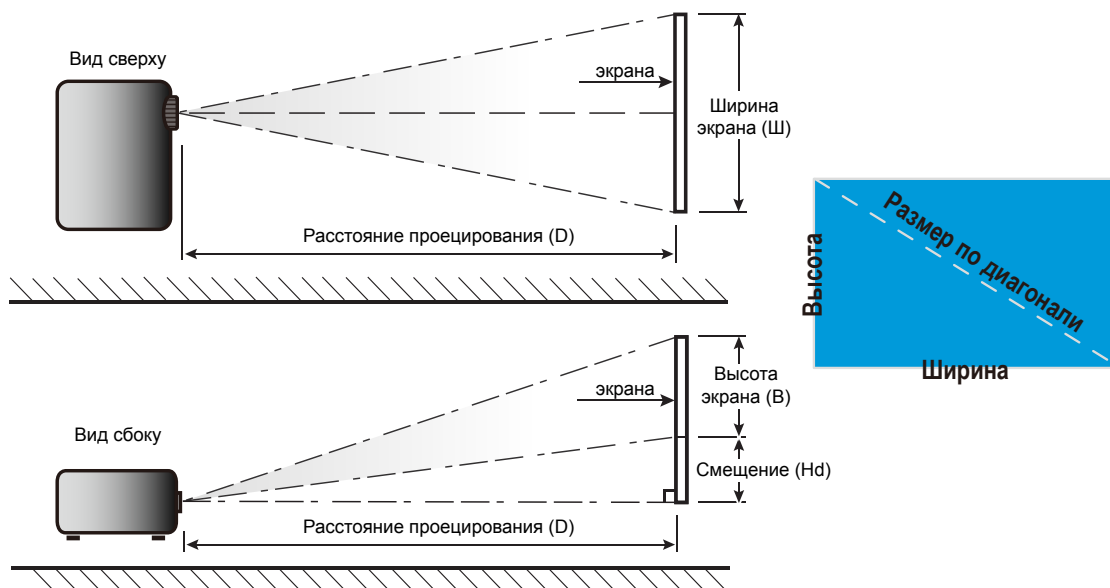 Вид сверху
экрана
Ширина
экрана (Ш)
Расстояние проецирования (D)
Высота
Размер по диагонали
Ширина
Вид сбоку
экрана
Высота
экрана (В)
Смещение (Hd)
Расстояние проецирования (D)